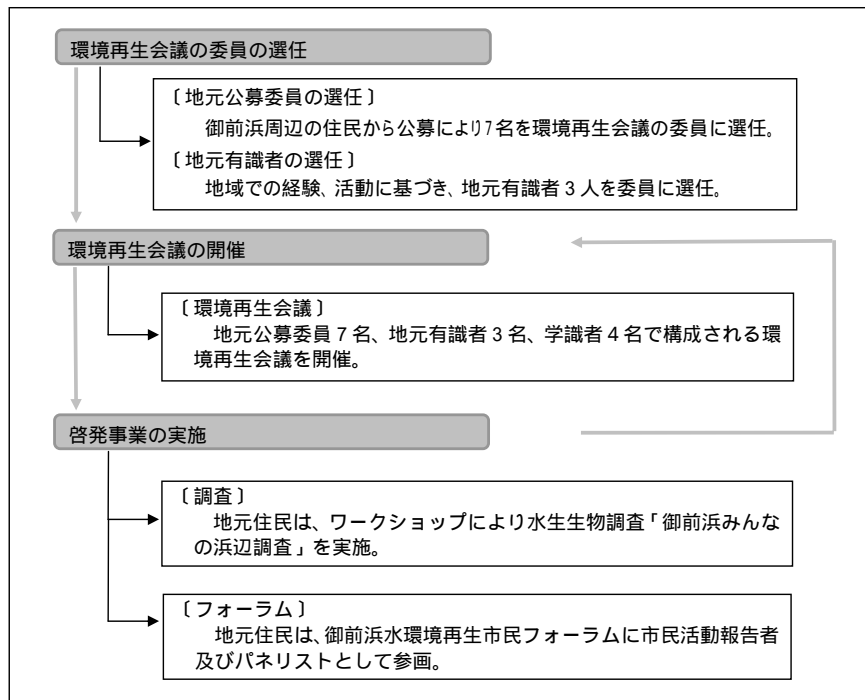 環境再生会議の委員の選任
〔地元公募委員の選任〕
御前浜周辺の住民から公募により7名を環境再生会議の委員に選任。
〔地元有識者の選任〕
地域での経験、活動に基づき、地元有識者3人を委員に選任。
環境再生会議の開催
〔環境再生会議〕
地元公募委員7名、地元有識者3名、学識者4名で構成される環
境再生会議を開催。
啓発事業の実施
〔調査〕
地元住民は、ワークショップにより水生生物調査「御前浜みんな
の浜辺調査」を実施。
〔フォーラム〕
地元住民は、御前浜水環境再生市民フォーラムに市民活動報告者
及びパネリストとして参画。